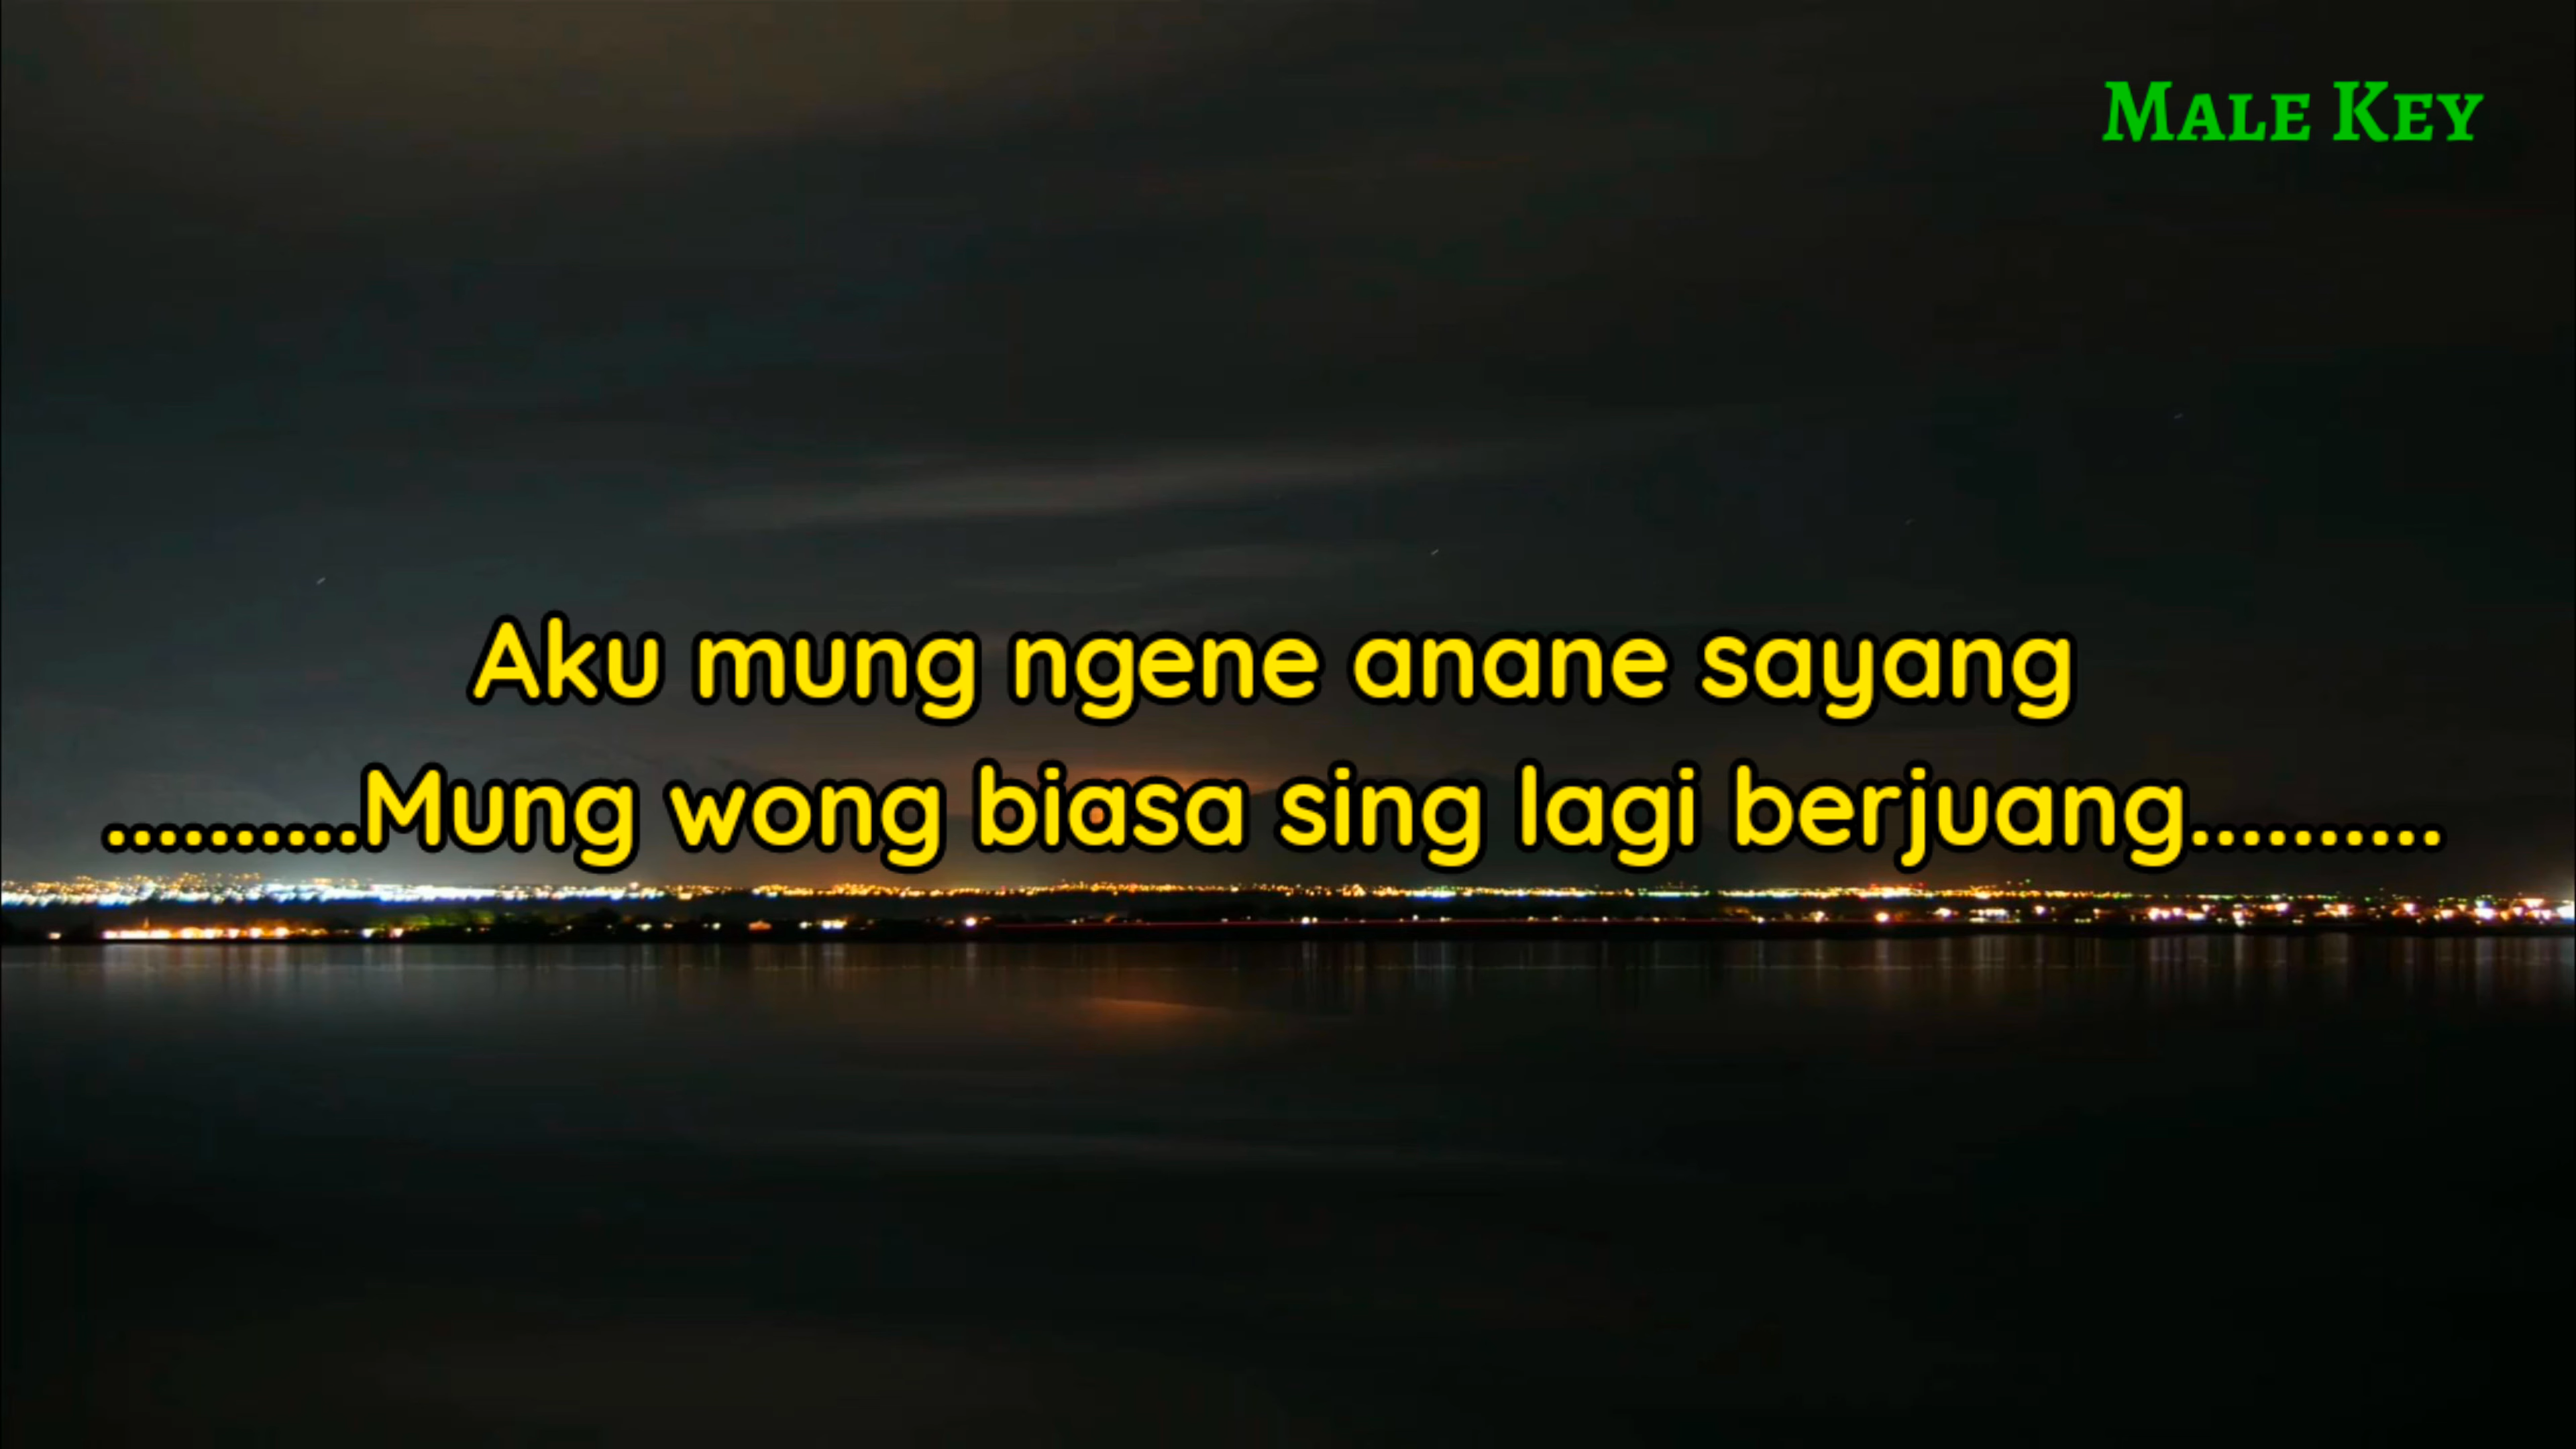 Male Key
Aku mung ngene anane sayang
..........Mung wong biasa sing lagi berjuang..........